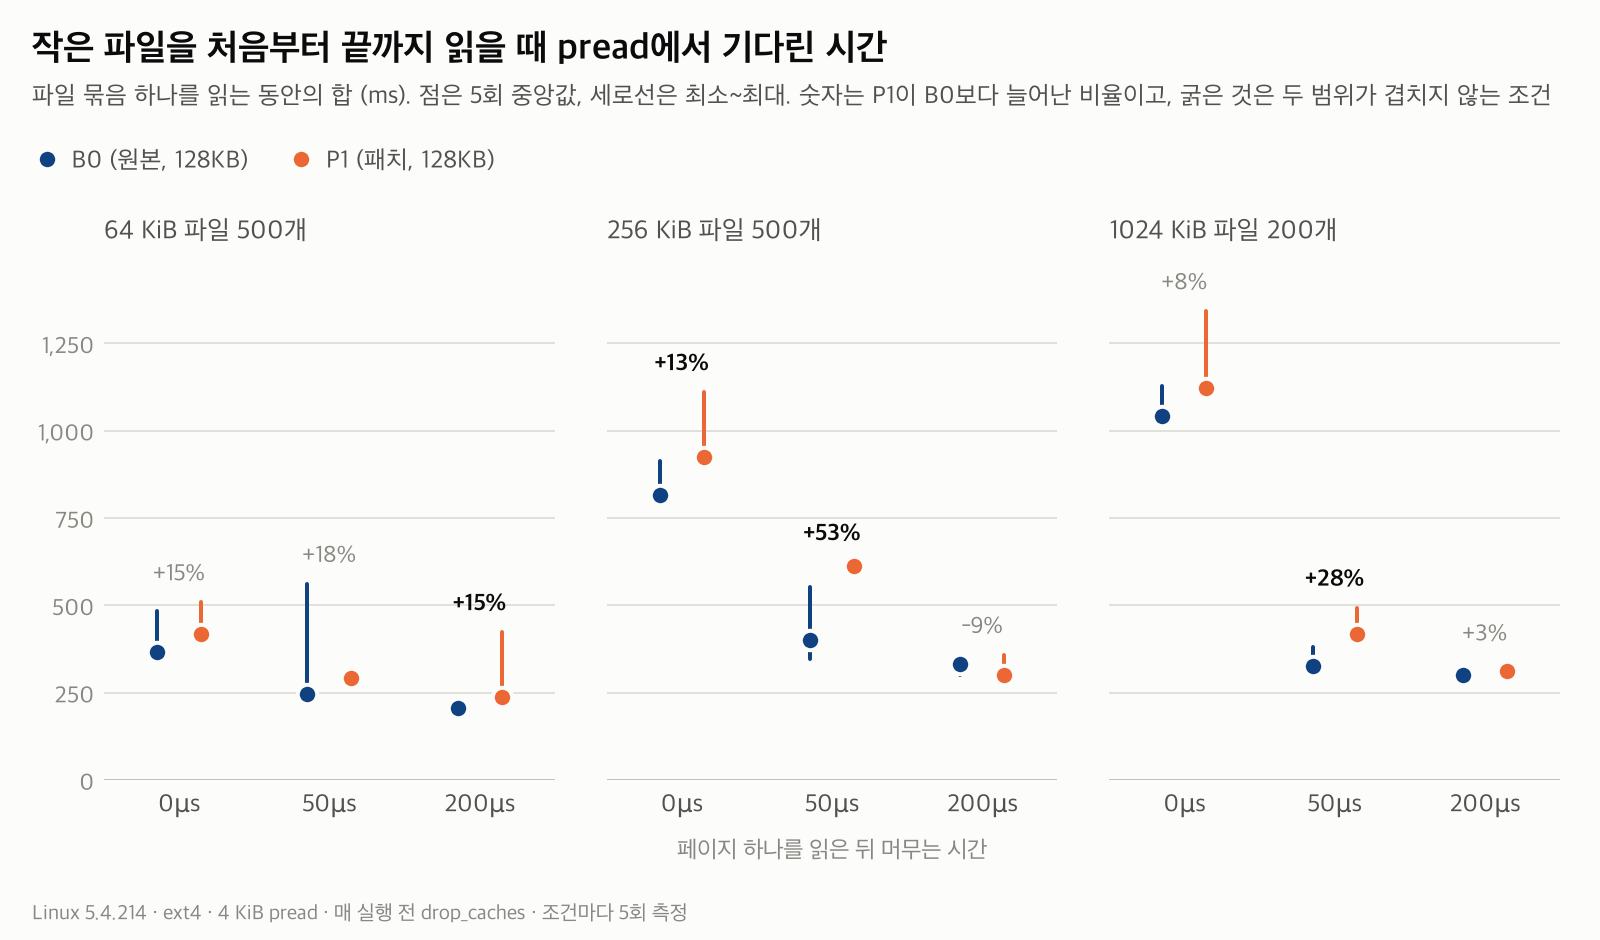 작은 파일을 처음부터 끝까지 읽을 때 pread에서 기다린 시간
파일 묶음 하나를 읽는 동안의 합 (ms). 점은 5회 중앙값, 세로선은 최소~최대. 숫자는 P1이 B0보다 늘어난 비율이고, 굵은 것은 두 범위가 겹치지 않는 조건
B0 (원본, 128KB)
P1 (패치, 128KB)
64 KiB 파일 500개
256 KiB 파일 500개
1024 KiB 파일 200개
+8%
1,250
+13%
1,000
750
+53%
+15%
+18%
+28%
500
+15%
−9%
+3%
250
0
0µs
50µs
200µs
0µs
50µs
200µs
0µs
50µs
200µs
페이지 하나를 읽은 뒤 머무는 시간
Linux 5.4.214 · ext4 · 4 KiB pread · 매 실행 전 drop_caches · 조건마다 5회 측정